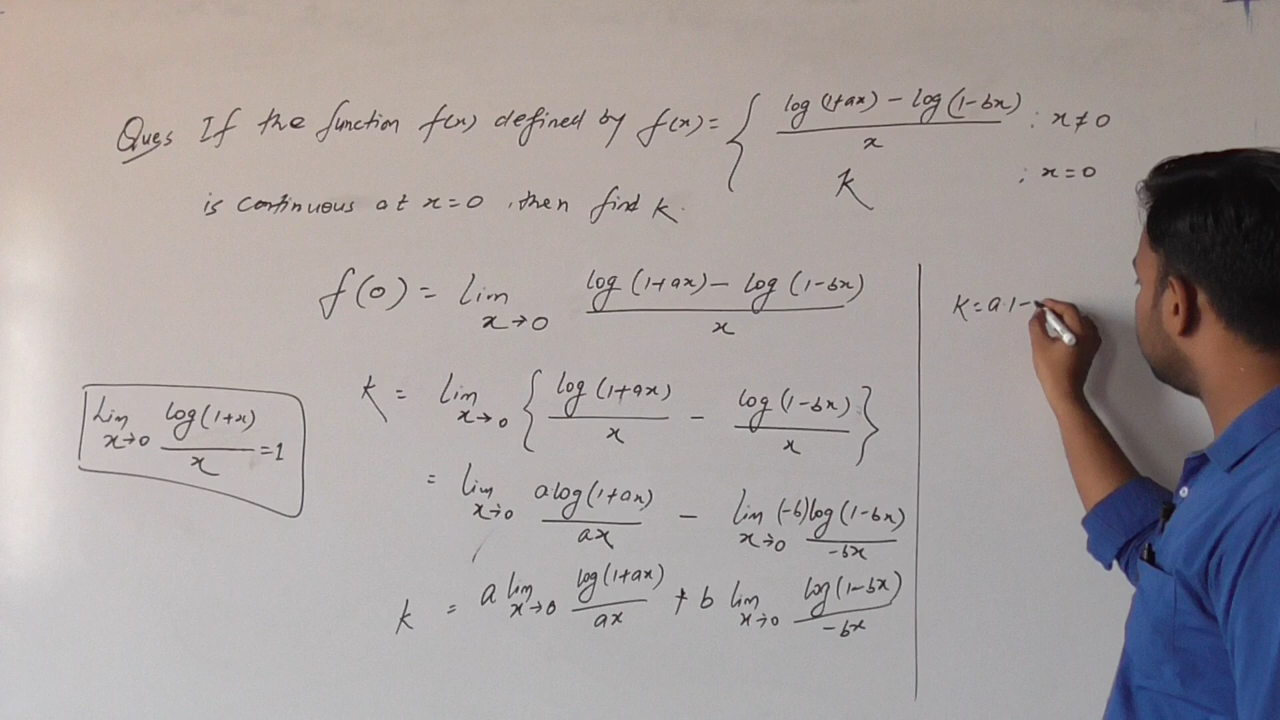 Ques If the function f(x) defined by f(x) = { log (1+ax) - log (1-bx) / x ; x ≠ 0
k ; x = 0
is continuous at x = 0, then find k.
f(0) = lim x→0 log (1+ax) - log (1-bx) / x
k = lim x→0 { log (1+ax) / x - log (1-bx) / x }
= lim x→0 a log (1+ax) / ax - lim x→0 (-b) log (1-bx) / -bx
k = a lim x→0 log (1+ax) / ax + b lim x→0 log (1-bx) / -bx
Lim x→0 log (1+x) / x = 1
K = a.1 -